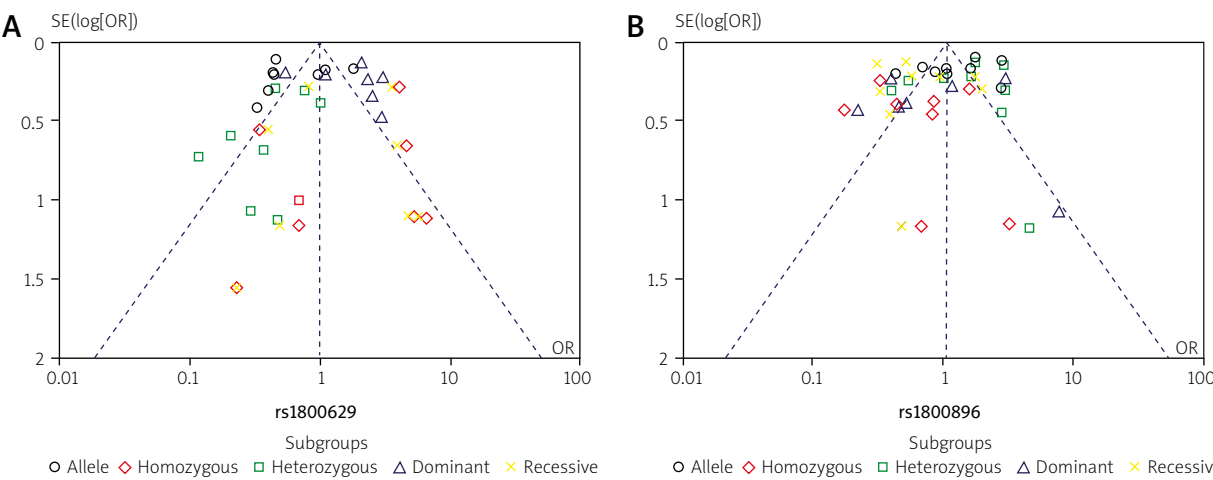 A
SE(log[OR])
0
0.5
1
1.5
2
OR
0.01 0.1 1 10 100
rs1800629
Subgroups
Allele Homozygous Heterozygous Dominant Recessive
B
SE(log[OR])
0
0.5
1
1.5
2
OR
0.01 0.1 1 10 100
rs1800896
Subgroups
Allele Homozygous Heterozygous Dominant Recessiv